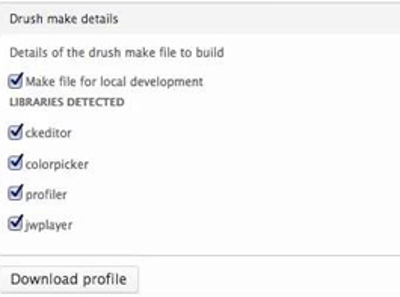 Drush make details
Details of the drush make file to build
Make file for local development
LIBRARIES DETECTED
ckeditor
colorpicker
profiler
jwplayer
Download profile